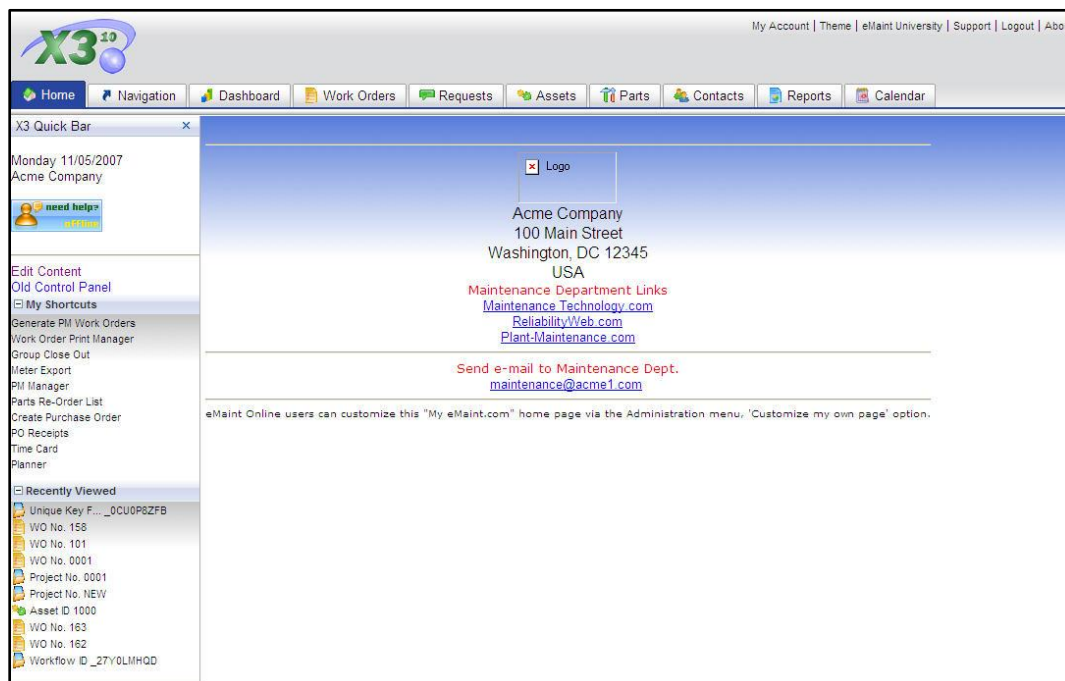 X3 10
My Account | Theme | eMaint University | Support | Logout | Abo
Home Navigation Dashboard Work Orders Requests Assets Parts Contacts Reports Calendar
X3 Quick Bar ×
Monday 11/05/2007
Acme Company
need help?
offline
Edit Content
Old Control Panel
My Shortcuts
Generate PM Work Orders
Work Order Print Manager
Group Close Out
Meter Export
PM Manager
Parts Re-Order List
Create Purchase Order
PO Receipts
Time Card
Planner
Recently Viewed
Unique Key F... _0CU0P8ZFB
WO No. 158
WO No. 101
WO No. 0001
Project No. 0001
Project No. NEW
Asset ID 1000
WO No. 163
WO No. 162
Workflow ID _27Y0LMHQD
Logo
Acme Company
100 Main Street
Washington, DC 12345
USA
Maintenance Department Links
Maintenance Technology.com
ReliabilityWeb.com
Plant-Maintenance.com
Send e-mail to Maintenance Dept.
maintenance@acme1.com
eMaint Online users can customize this "My eMaint.com" home page via the Administration menu, 'Customize my own page' option.